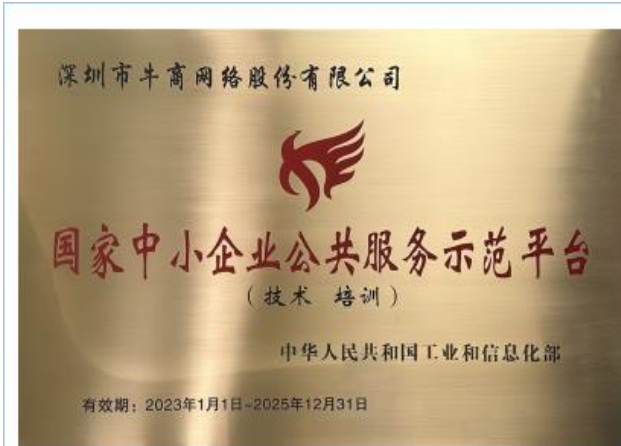 深圳市牛商网络股份有限公司
国家中小企业公共服务示范平台
（技术 培训）
中华人民共和国工业和信息化部
有效期：2023年1月1日-2025年12月31日